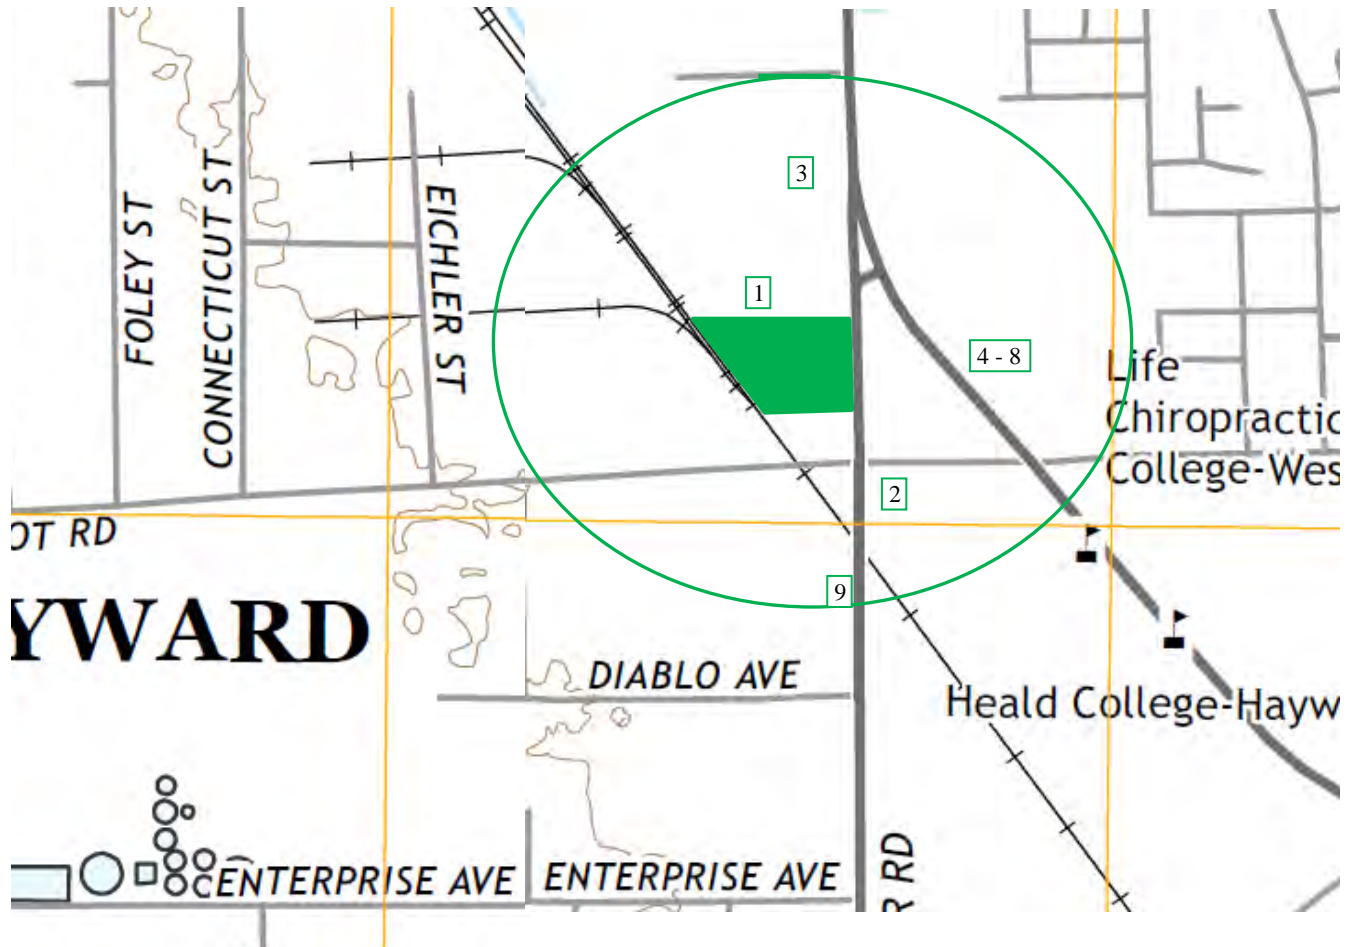 FOLEY ST
CONNECTICUT ST
EICHLER ST
3
1
4 - 8
Life
Chiropractic
College-Wes
2
OT RD
YWARD
9
DIABLO AVE
Heald College-Hayw
R RD
ENTERPRISE AVE
ENTERPRISE AVE